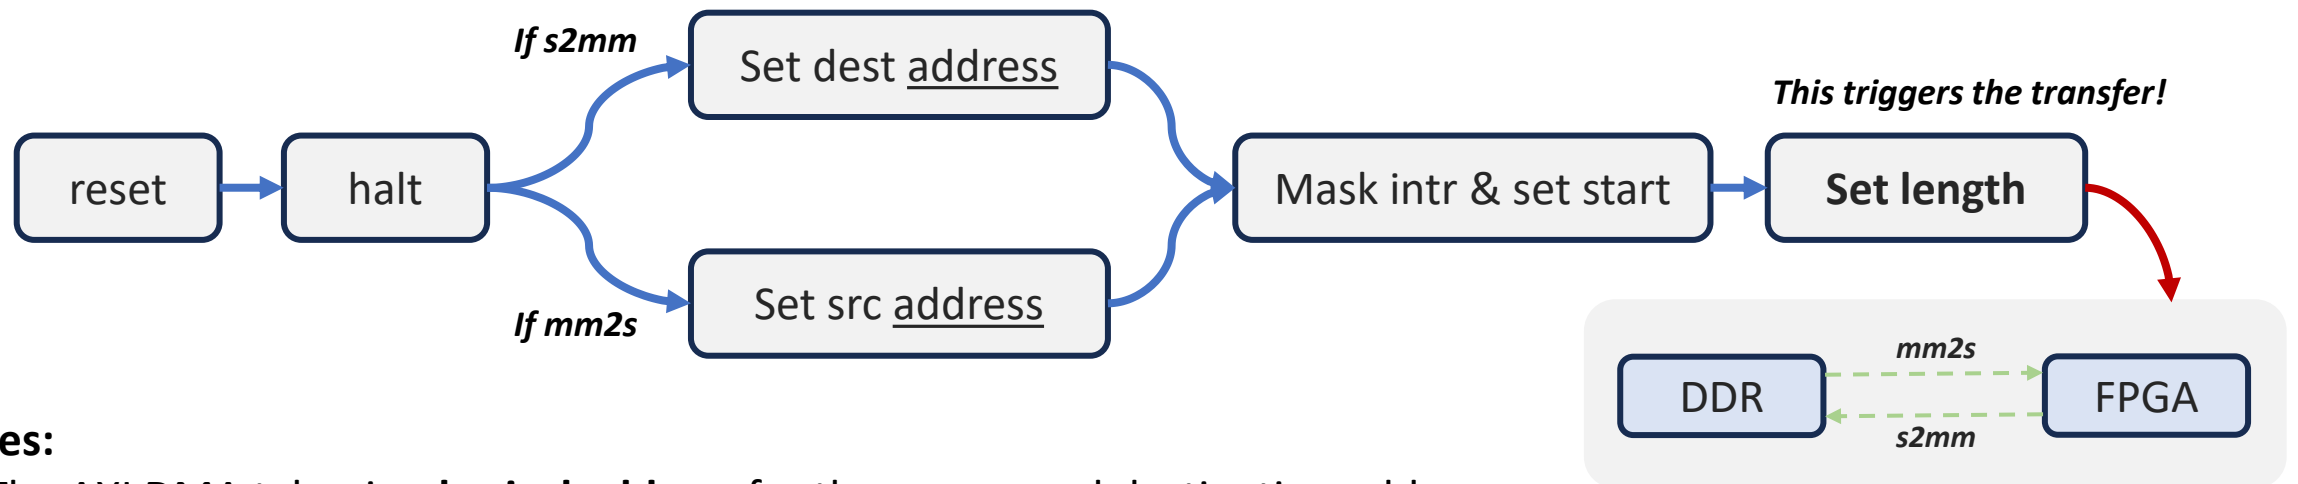 If s2mm
Set dest address
This triggers the transfer!
reset
halt
Mask intr & set start
Set length
If mm2s
Set src address
mm2s
DDR
FPGA
s2mm
es: